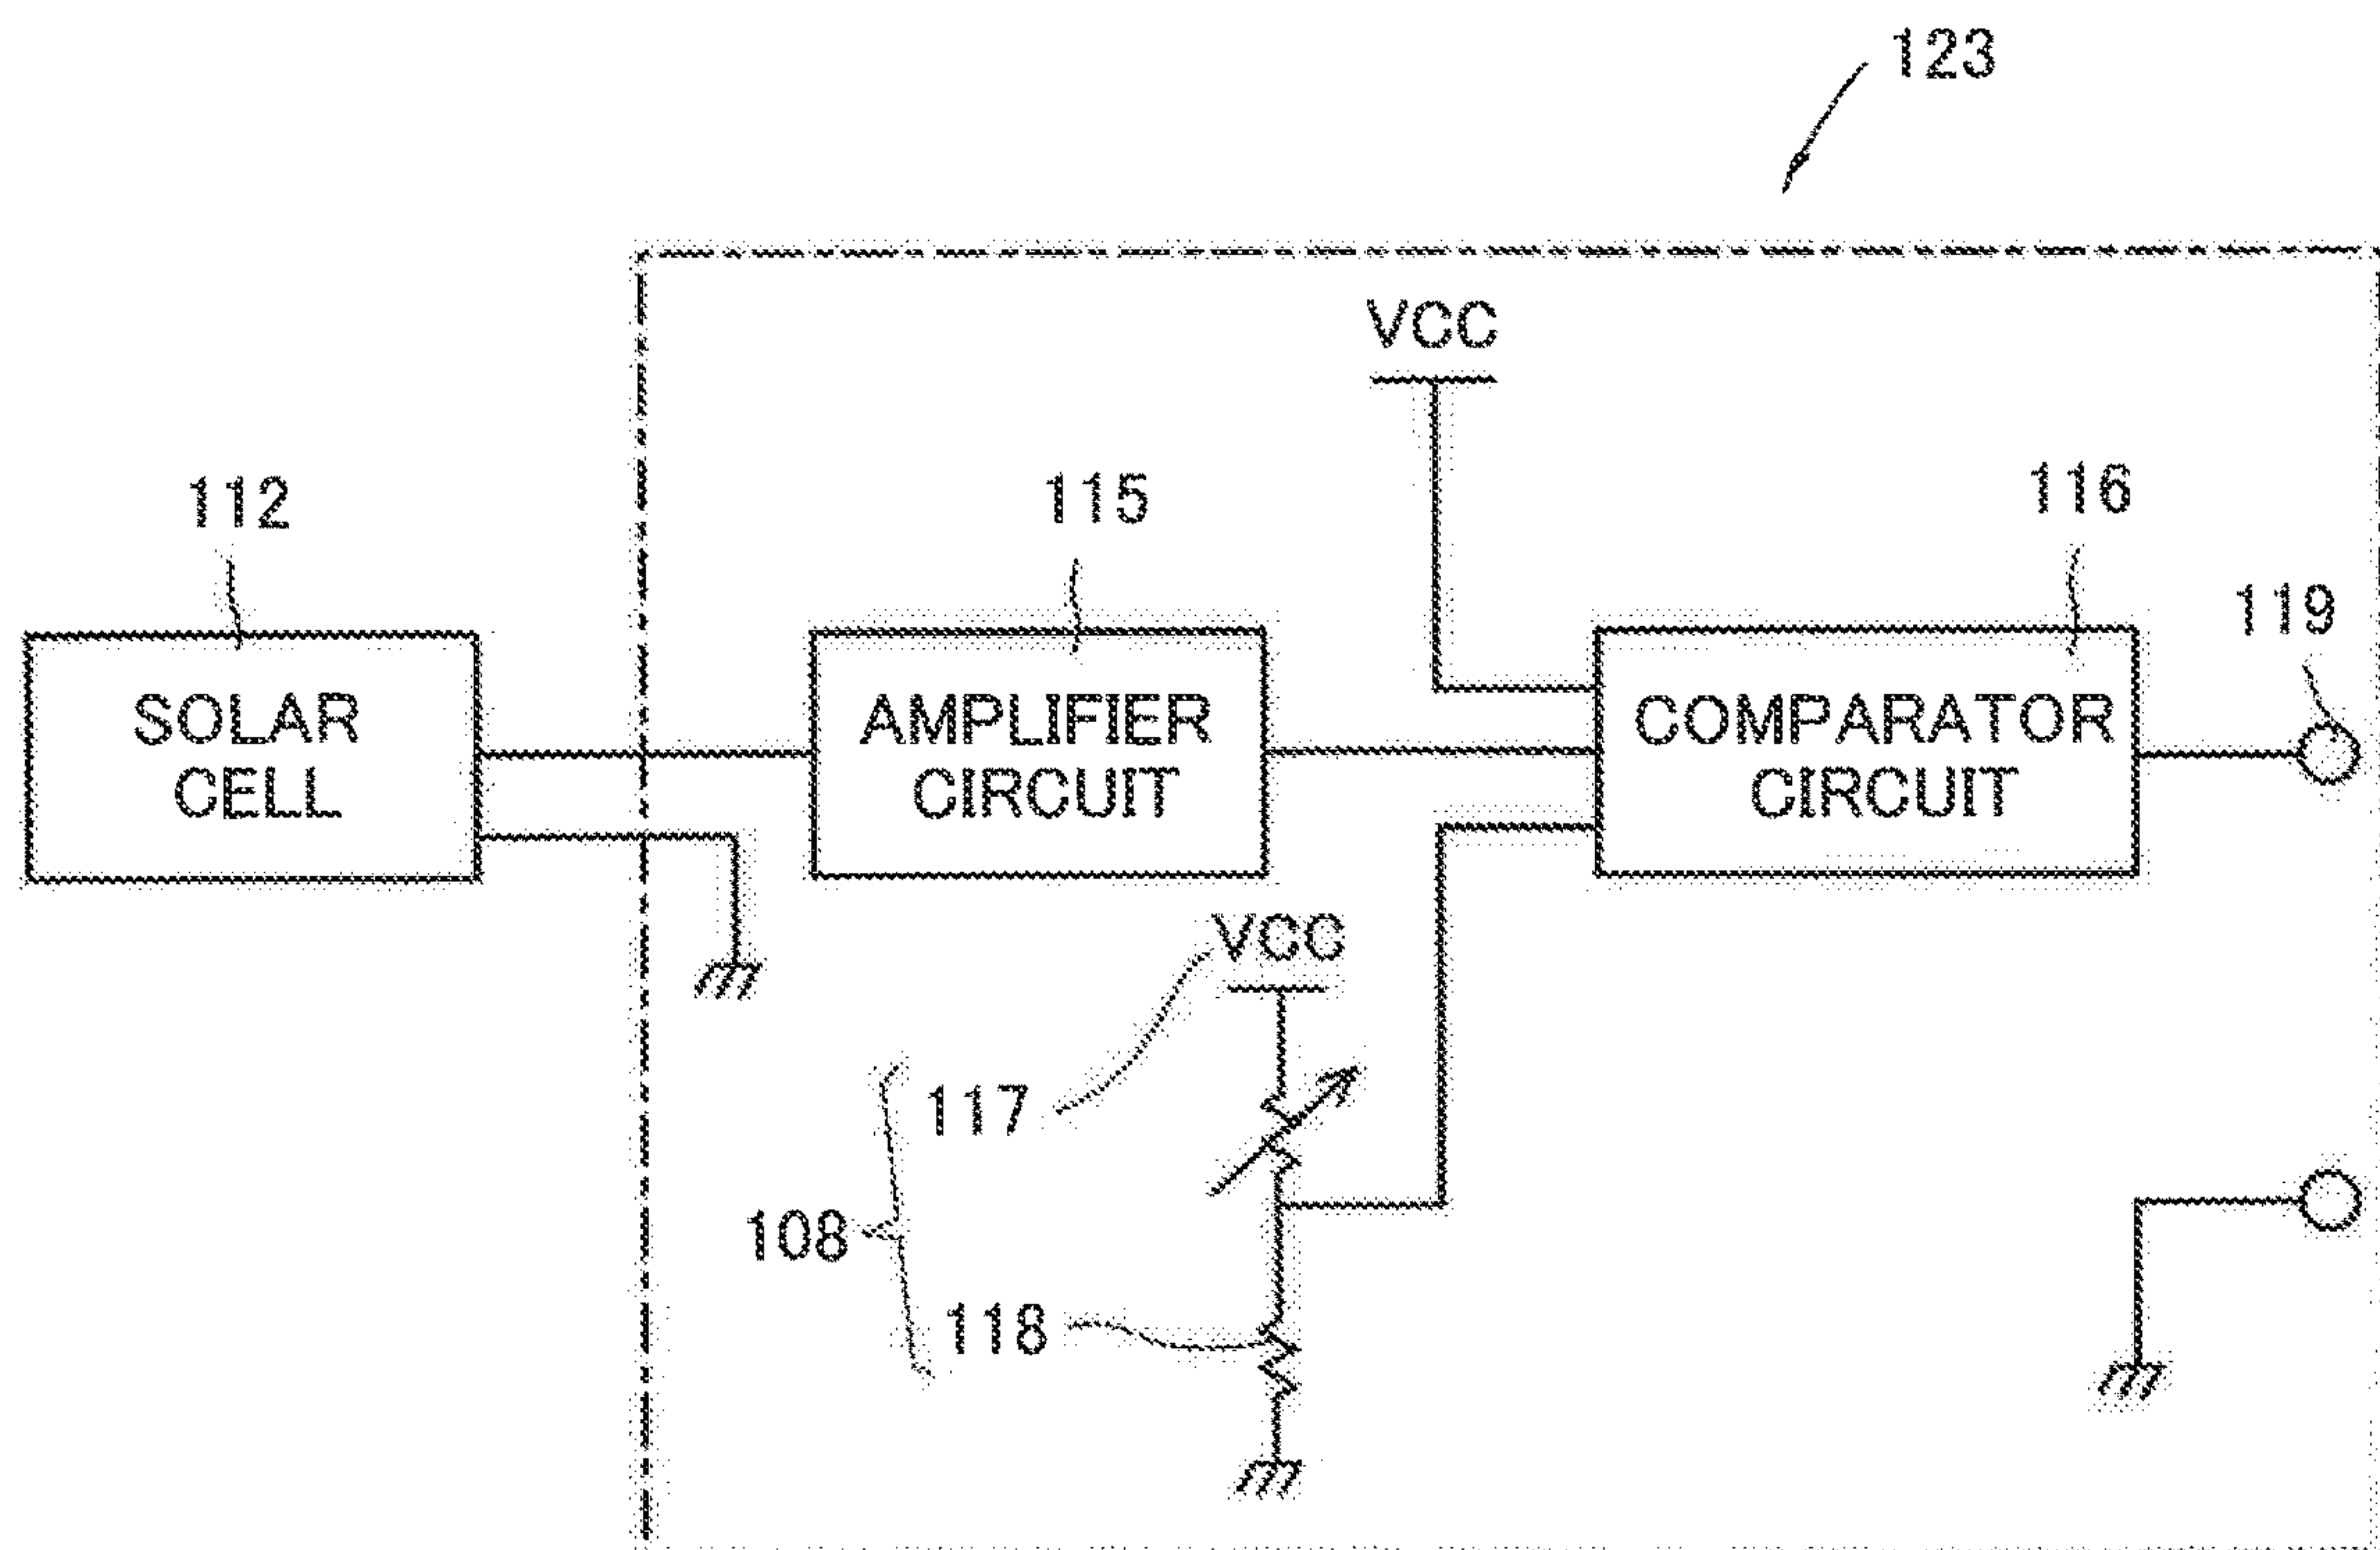 123
VCC
112
115
116
119
SOLAR
CELL
AMPLIFIER
CIRCUIT
COMPARATOR
CIRCUIT
VCC
117
108
118